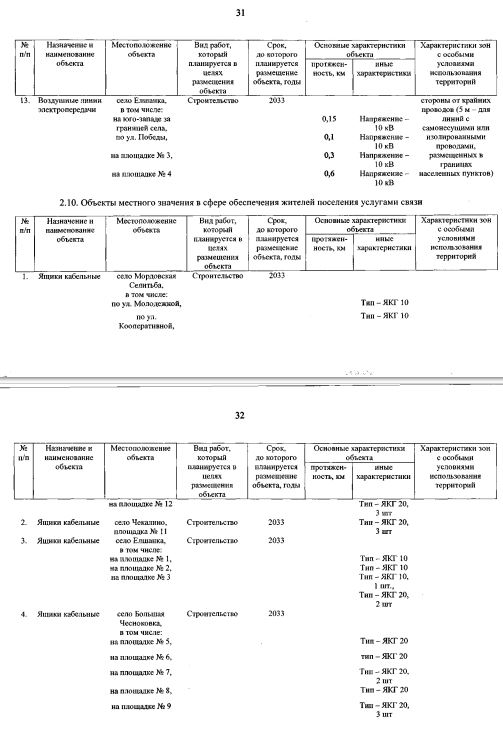 31
№ п/п | Назначение и наименование объекта | Местоположение объекта | Вид работ, который планируется в целях размещения объекта | Срок, до которого планируется размещение объекта, годы | Основные характеристики объекта | Характеристики зон с особыми условиями использования территорий
протяжен-ность, км | иные характеристики
13. Воздушные линии электропередачи | село Елшанка, в том числе: | Строительство | 2033 | стороны от крайних проводов (5 м – для линий с самонесущими или изолированными проводами, размещенных в границах населенных пунктов)
на юго-западе за границей села, | 0,15 | Напряжение – 10 кВ
по ул. Победы, | 0,1 | Напряжение – 10 кВ
на площадке № 3, | 0,3 | Напряжение – 10 кВ
на площадке № 4 | 0,6 | Напряжение – 10 кВ
2.10. Объекты местного значения в сфере обеспечения жителей поселения услугами связи
№ п/п | Назначение и наименование объекта | Местоположение объекта | Вид работ, который планируется в целях размещения объекта | Срок, до которого планируется размещение объекта, годы | Основные характеристики объекта | Характеристики зон с особыми условиями использования территорий
протяжен-ность, км | иные характеристики
1. Ящики кабельные | село Мордовская Селитьба, в том числе: | Строительство | 2033
по ул. Молодежной, | Тип – ЯКГ 10
по ул. Кооперативной, | Тип – ЯКГ 10
32
№ п/п | Назначение и наименование объекта | Местоположение объекта | Вид работ, который планируется в целях размещения объекта | Срок, до которого планируется размещение объекта, годы | Основные характеристики объекта | Характеристики зон с особыми условиями использования территорий
протяжен-ность, км | иные характеристики
на площадке № 12 | Тип – ЯКГ 20, 3 шт
2. Ящики кабельные | село Чекалино, площадка № 11 | Строительство | 2033 | Тип – ЯКГ 20, 3 шт
3. Ящики кабельные | село Елшанка, в том числе: | Строительство | 2033
на площадке № 1, | Тип – ЯКГ 10
на площадке № 2, | Тип – ЯКГ 10
на площадке № 3 | Тип – ЯКГ 10, 1 шт., Тип – ЯКГ 20, 2 шт
4. Ящики кабельные | село Большая Чесноковка, в том числе: | Строительство | 2033
на площадке № 5, | Тип – ЯКГ 20
на площадке № 6, | тип – ЯКГ 20
на площадке № 7, | Тип – ЯКГ 20, 2 шт
на площадке № 8, | Тип – ЯКГ 20
на площадке № 9 | Тип – ЯКГ 20, 3 шт